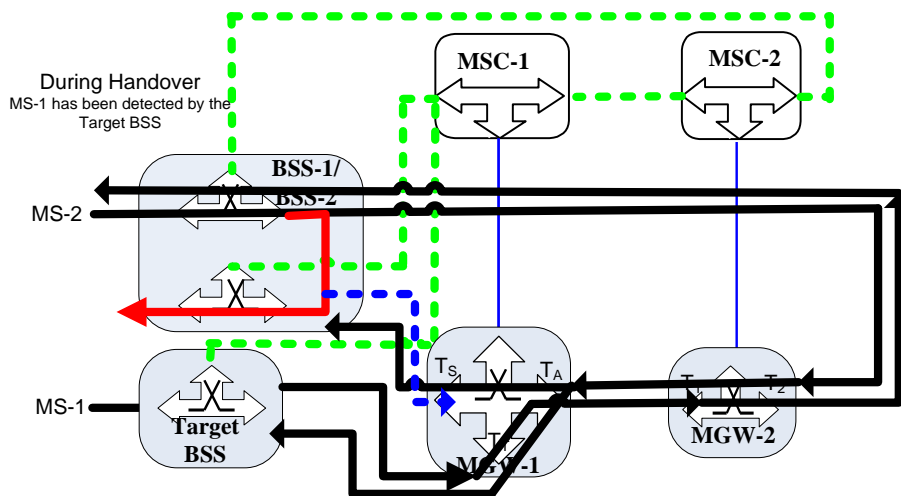 During Handover
MS-1 has been detected by the
Target BSS
MSC-1
MSC-2
BSS-1/
BSS-2
MS-2
MS-1
Target
BSS
TS
TA
MGW-1
T2
MGW-2